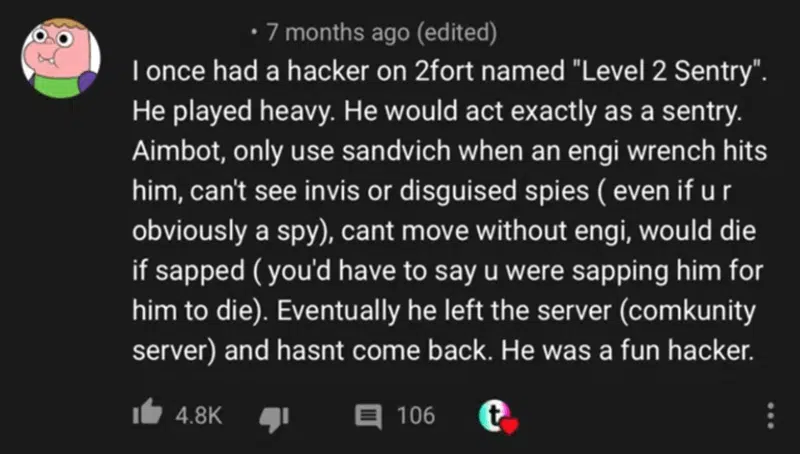 • 7 months ago (edited)
I once had a hacker on 2fort named "Level 2 Sentry".
He played heavy. He would act exactly as a sentry.
Aimbot, only use sandvich when an engi wrench hits
him, can't see invis or disguised spies ( even if u r
obviously a spy), cant move without engi, would die
if sapped ( you'd have to say u were sapping him for
him to die). Eventually he left the server (comkunity
server) and hasnt come back. He was a fun hacker.
4.8K 106 t